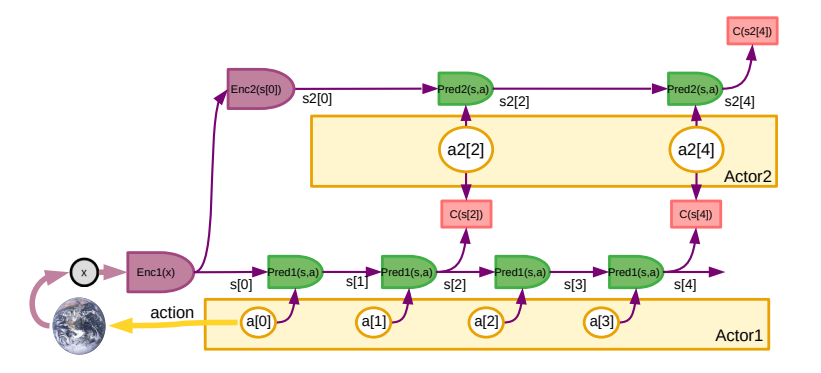 C(s2[4])
Enc2(s[0])
s2[0]
Pred2(s,a)
s2[2]
Pred2(s,a)
s2[4]
a2[2]
a2[4]
Actor2
C(s[2])
C(s[4])
x
Enc1(x)
s[0]
Pred1(s,a)
s[1]
Pred1(s,a)
s[2]
Pred1(s,a)
s[3]
Pred1(s,a)
s[4]
action
a[0]
a[1]
a[2]
a[3]
Actor1